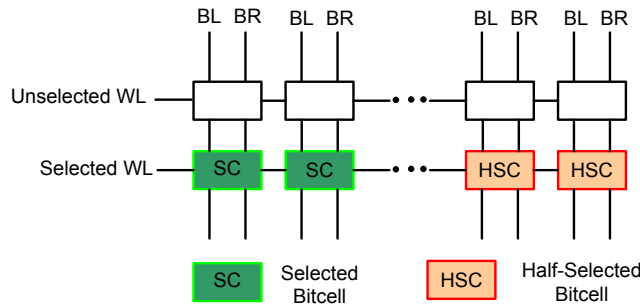 BL BR BL BR BL BR BL BR
Unselected WL
Selected WL SC SC HSC HSC
SC Selected Bitcell HSC Half-Selected Bitcell